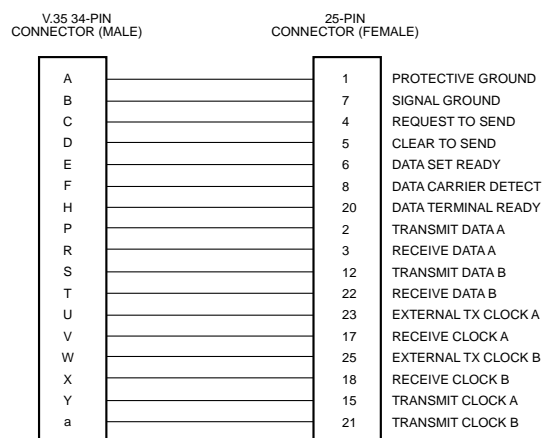 V.35 34-PIN
CONNECTOR (MALE)
25-PIN
CONNECTOR (FEMALE)
A 1 PROTECTIVE GROUND
B 7 SIGNAL GROUND
C 4 REQUEST TO SEND
D 5 CLEAR TO SEND
E 6 DATA SET READY
F 8 DATA CARRIER DETECT
H 20 DATA TERMINAL READY
P 2 TRANSMIT DATA A
R 3 RECEIVE DATA A
S 12 TRANSMIT DATA B
T 22 RECEIVE DATA B
U 23 EXTERNAL TX CLOCK A
V 17 RECEIVE CLOCK A
W 25 EXTERNAL TX CLOCK B
X 18 RECEIVE CLOCK B
Y 15 TRANSMIT CLOCK A
a 21 TRANSMIT CLOCK B